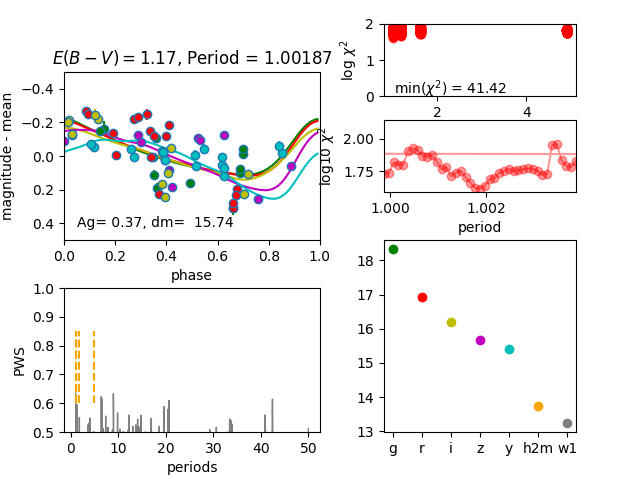 E(B − V) = 1.17, Period = 1.00187
magnitude - mean
−0.4
−0.2
0.0
0.2
0.4
Ag= 0.37, dm=  15.74
0.0 0.2 0.4 0.6 0.8 1.0
phase
log χ²
2
1
0
min(χ²) = 41.42
2 4
log10 χ²
2.00
1.75
1.000 1.002
period
PWS
1.0
0.9
0.8
0.7
0.6
0.5
0 10 20 30 40 50
periods
18
17
16
15
14
13
g r i z y h2m w1